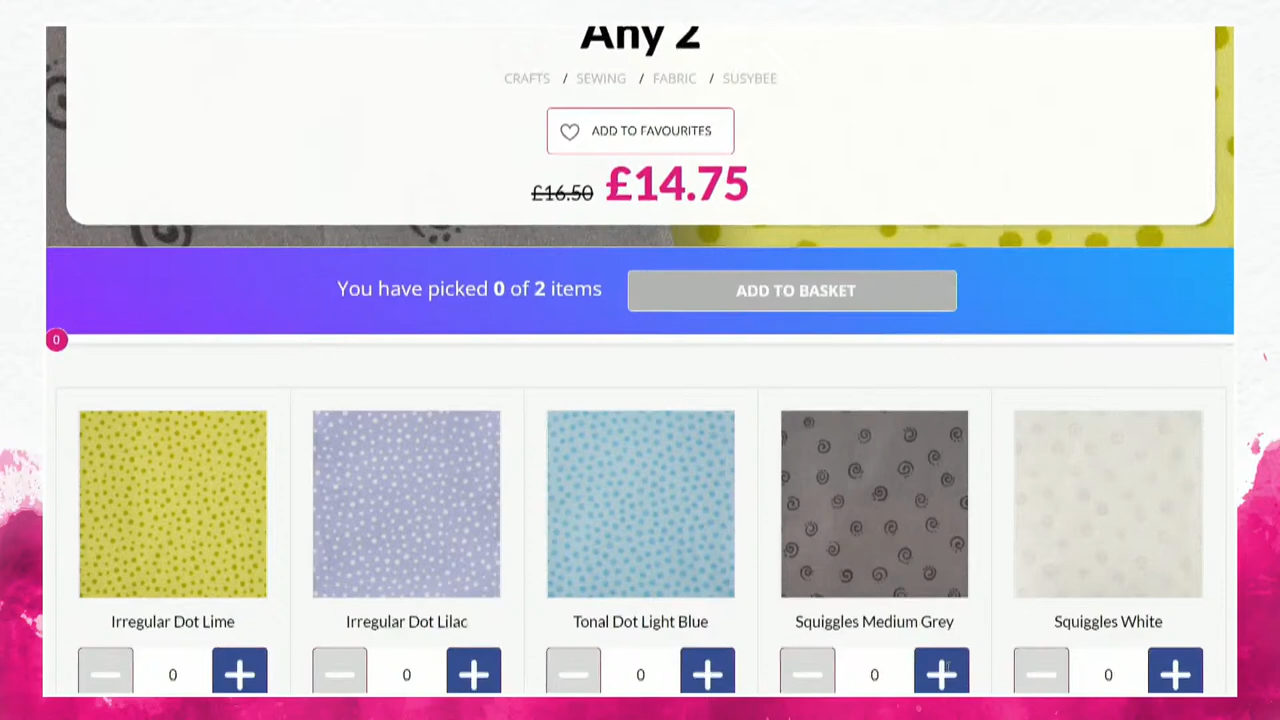 Any 2
CRAFTS / SEWING / FABRIC / SUSYBEE
ADD TO FAVOURITES
£16.50 £14.75
You have picked 0 of 2 items ADD TO BASKET
0
Irregular Dot Lime Irregular Dot Lilac Tonal Dot Light Blue Squiggles Medium Grey Squiggles White
0 0 0 0 0